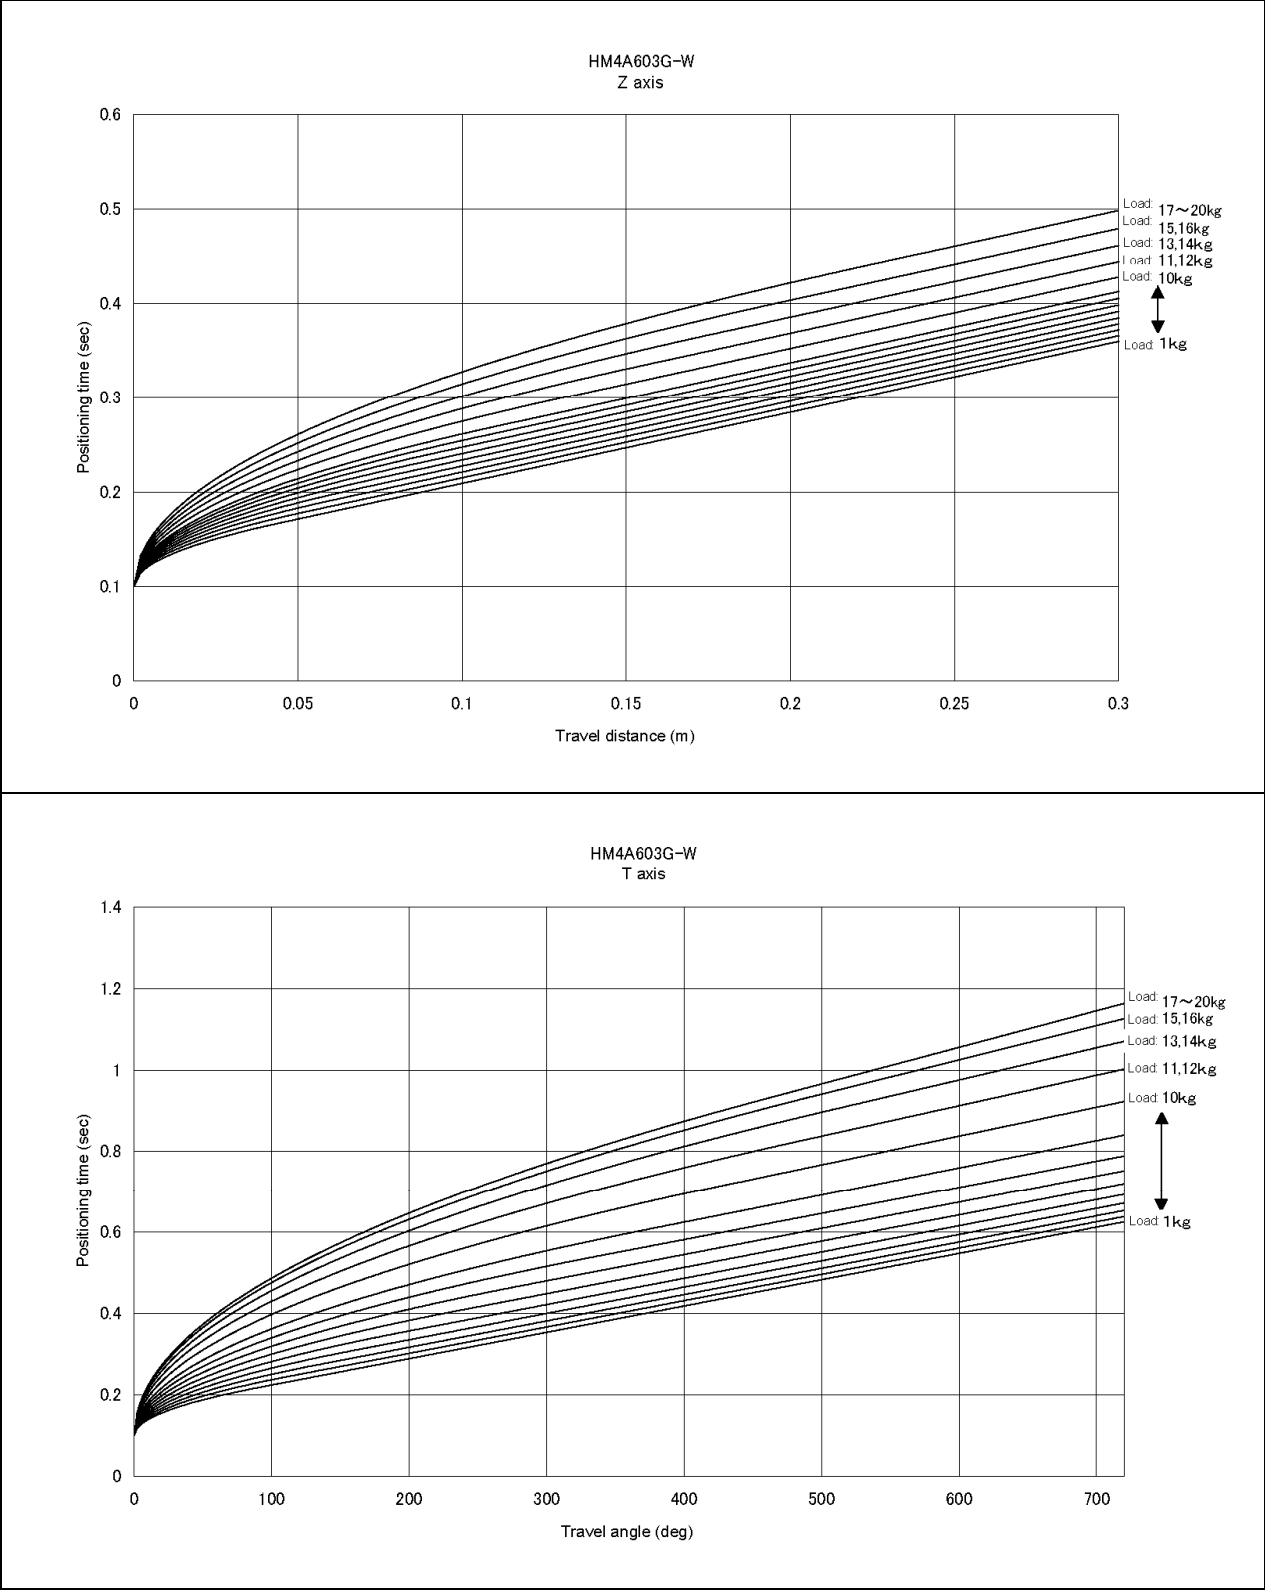 HM4A603G-W
Z axis
0.6
0.5
0.4
0.3
0.2
0.1
0
Positioning time (sec)
0 0.05 0.1 0.15 0.2 0.25 0.3
Travel distance (m)
Load: 17～20kg
Load: 15,16kg
Load: 13,14kg
Load: 11,12kg
Load: 10kg
Load: 1kg
HM4A603G-W
T axis
1.4
1.2
1
0.8
0.6
0.4
0.2
0
Positioning time (sec)
0 100 200 300 400 500 600 700
Travel angle (deg)
Load: 17～20kg
Load: 15,16kg
Load: 13,14kg
Load: 11,12kg
Load: 10kg
Load: 1kg